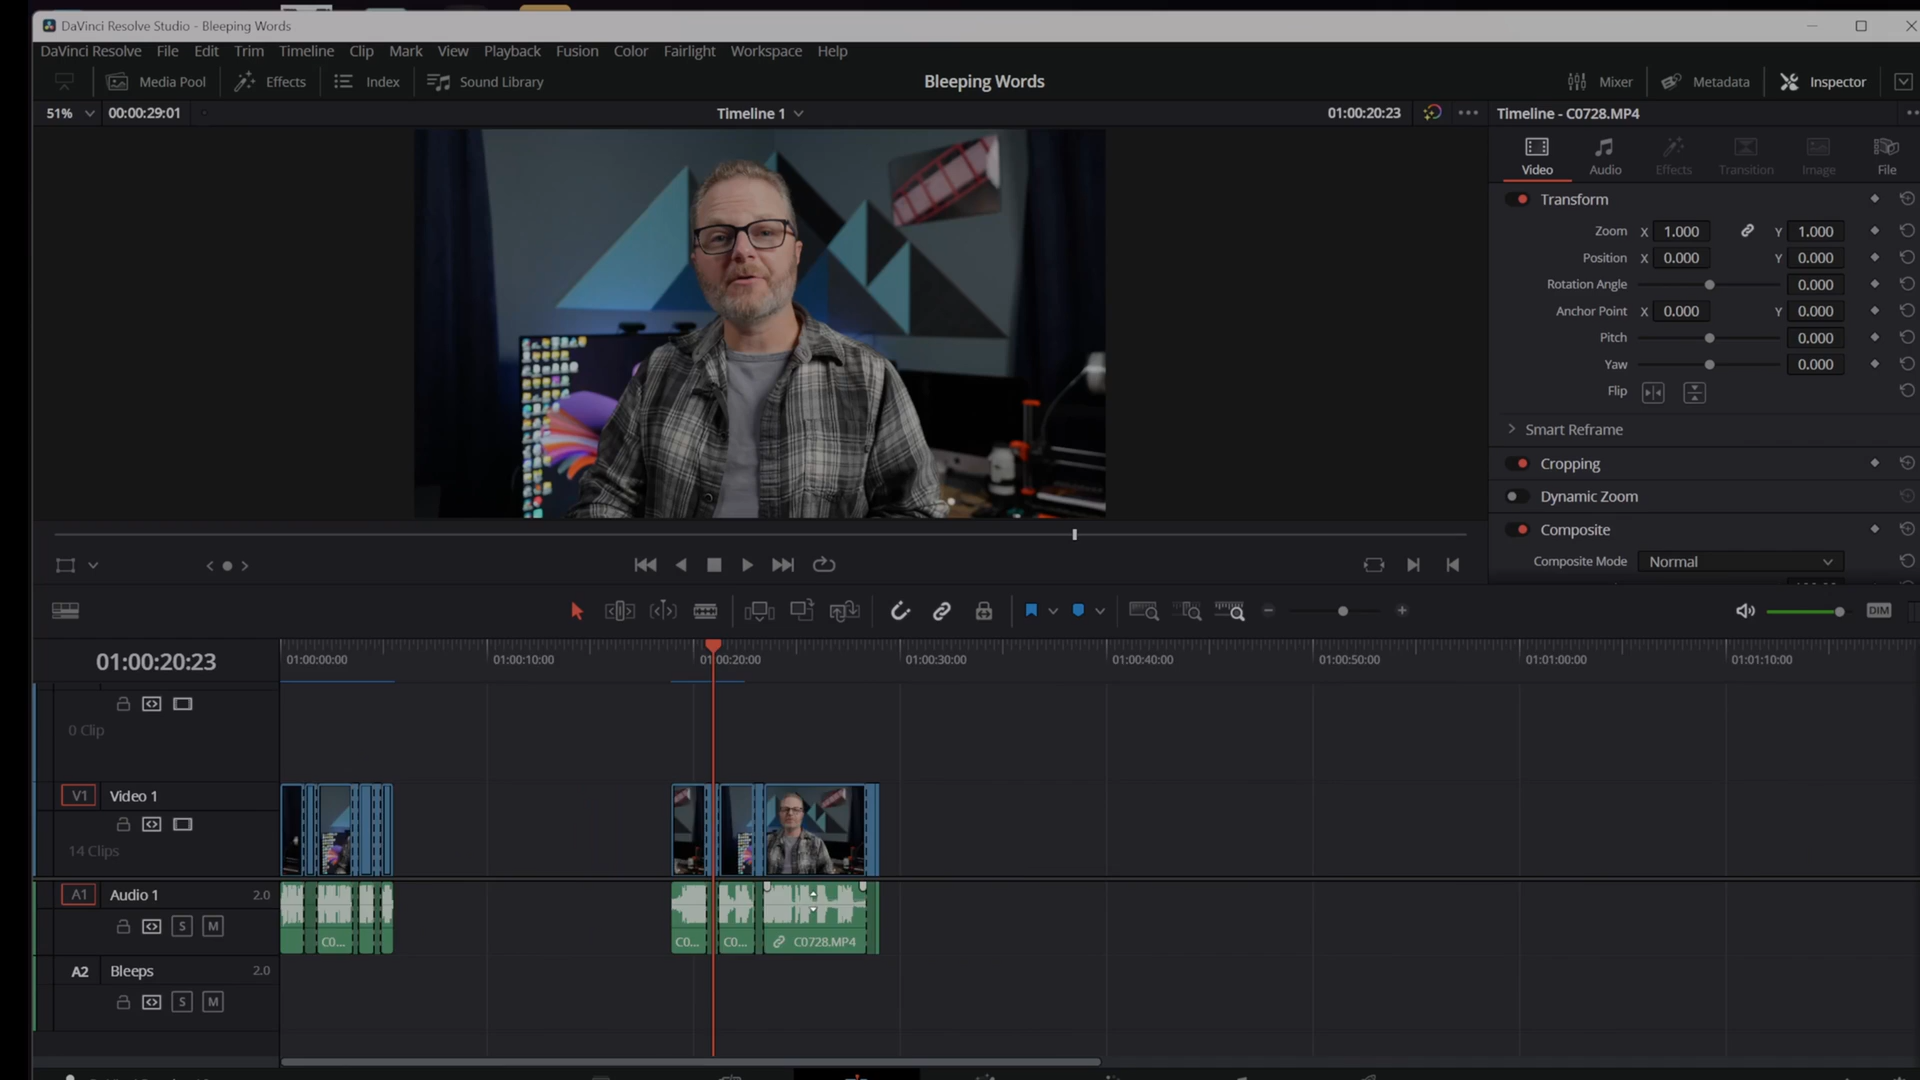 DaVinci Resolve Studio - Bleeping Words
DaVinci Resolve File Edit Trim Timeline Clip Mark View Playback Fusion Color Fairlight Workspace Help
Media Pool Effects Index Sound Library Bleeping Words Mixer Metadata Inspector
51% 00:00:29:01 Timeline 1 01:00:20:23 Timeline - C0728.MP4
Video Audio Effects Transition Image File
Transform
Zoom X 1.000 Y 1.000
Position X 0.000 Y 0.000
Rotation Angle 0.000
Anchor Point X 0.000 Y 0.000
Pitch 0.000
Yaw 0.000
Flip
Smart Reframe
Cropping
Dynamic Zoom
Composite
Composite Mode Normal
DIM
01:00:20:23 01:00:00:00 01:00:10:00 01:00:20:00 01:00:30:00 01:00:40:00 01:00:50:00 01:01:00:00 01:01:10:00
0 Clip
V1 Video 1
14 Clips
A1 Audio 1 2.0
S M
C0... C0... C0... C0728.MP4
A2 Bleeps 2.0
S M